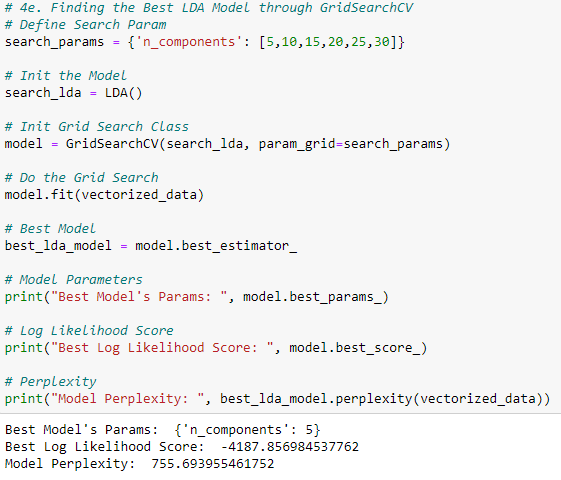 # 4e. Finding the Best LDA Model through GridSearchCV
# Define Search Param
search_params = {'n_components': [5,10,15,20,25,30]}
# Init the Model
search_lda = LDA()
# Init Grid Search Class
model = GridSearchCV(search_lda, param_grid=search_params)
# Do the Grid Search
model.fit(vectorized_data)
# Best Model
best_lda_model = model.best_estimator_
# Model Parameters
print("Best Model's Params: ", model.best_params_)
# Log Likelihood Score
print("Best Log Likelihood Score: ", model.best_score_)
# Perplexity
print("Model Perplexity: ", best_lda_model.perplexity(vectorized_data))
Best Model's Params:  {'n_components': 5}
Best Log Likelihood Score:  -4187.856984537762
Model Perplexity:  755.693955461752